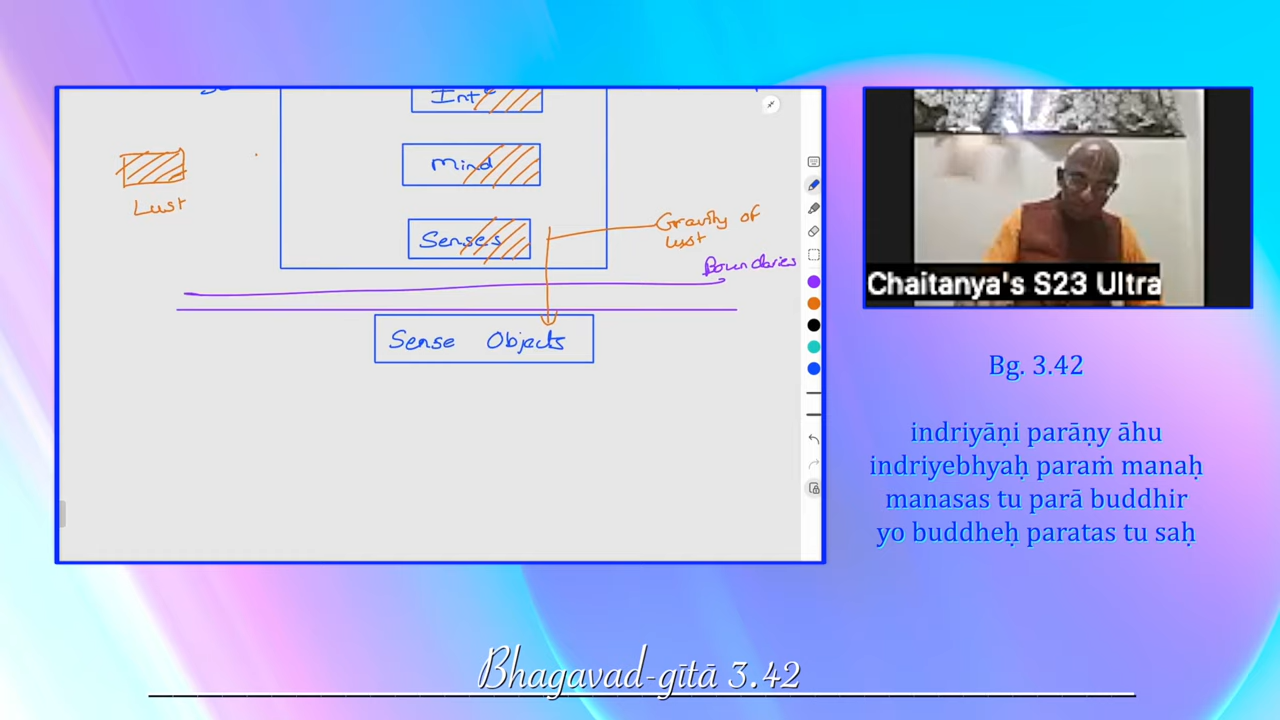 Mind
Lust
Senses
Gravity of
lust
Boundaries
Sense Objects
Chaitanya's S23 Ultra
Bg. 3.42
indriyāṇi parāṇy āhu
indriyebhyaḥ paraṁ manaḥ
manasas tu parā buddhir
yo buddheḥ paratas tu saḥ
Bhagavad-gītā 3.42